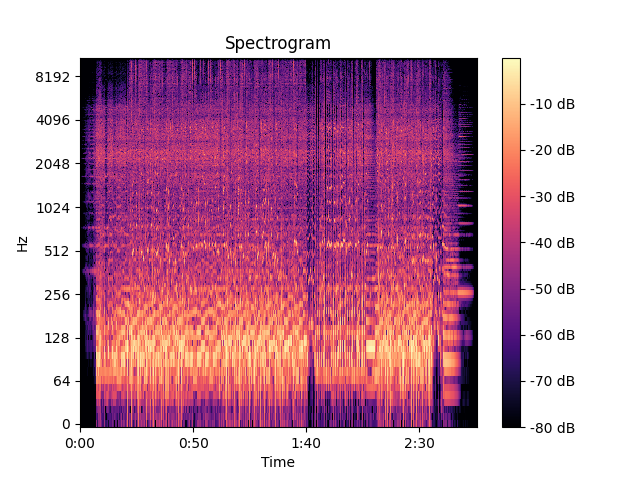 Spectrogram
8192
4096
2048
1024
512
256
128
64
0
Hz
0:00
0:50
1:40
2:30
Time
-10 dB
-20 dB
-30 dB
-40 dB
-50 dB
-60 dB
-70 dB
-80 dB